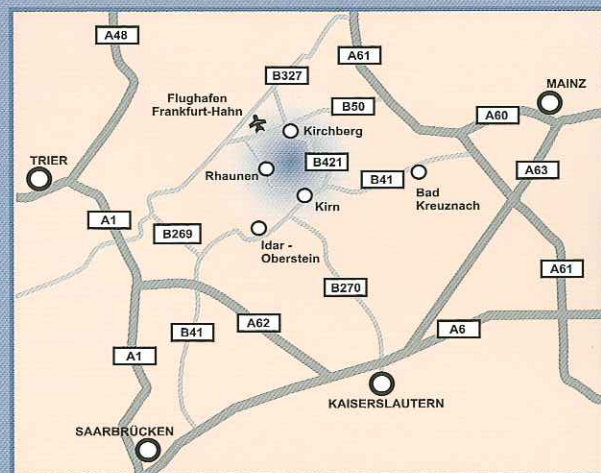 A48
A61
B327
MAINZ
Flughafen
Frankfurt-Hahn
B50
A60
Kirchberg
TRIER
Rhaunen
B421
A63
B41
Bad
Kreuznach
A1
Kirn
B269
Idar -
Oberstein
A61
B270
B41
A62
A6
A1
KAISERSLAUTERN
SAARBRÜCKEN